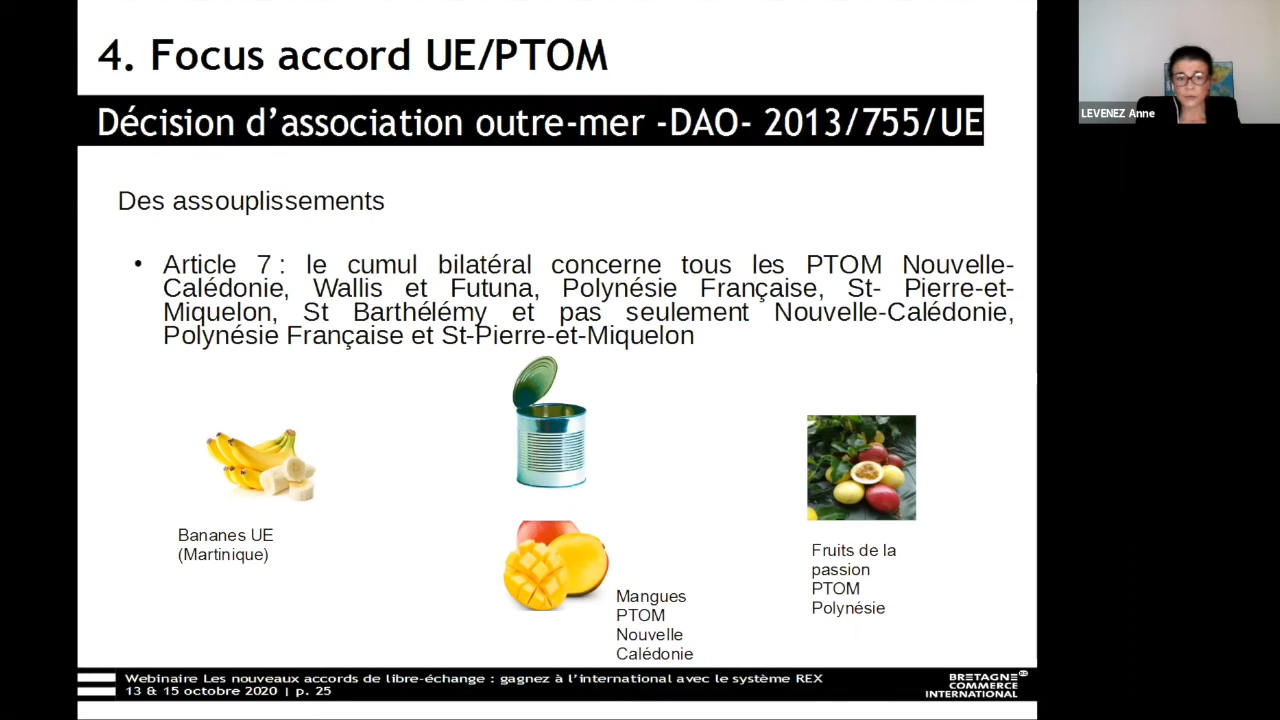 4. Focus accord UE/PTOM
Décision d’association outre-mer -DAO- 2013/755/UE
Des assouplissements
• Article 7 : le cumul bilatéral concerne tous les PTOM Nouvelle-
Calédonie, Wallis et Futuna, Polynésie Française, St- Pierre-et-
Miquelon, St Barthélémy et pas seulement Nouvelle-Calédonie,
Polynésie Française et St-Pierre-et-Miquelon
Bananes UE
(Martinique)
Mangues
PTOM
Nouvelle
Calédonie
Fruits de la
passion
PTOM
Polynésie
Webinaire Les nouveaux accords de libre-échange : gagnez à l’international avec le système REX
13 & 15 octobre 2020 | p. 25
BRETAGNE
COMMERCE
INTERNATIONAL
LEVENEZ Anne